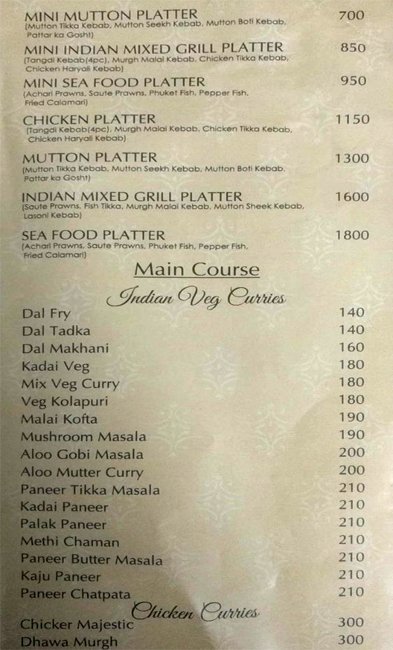 MINI MUTTON PLATTER 700
(Mutton Tikka Kebab, Mutton Seekh Kebab, Mutton Boti Kebab,
Pattar ka Gosht)
MINI INDIAN MIXED GRILL PLATTER 850
(Tangdi Kebab(4pc), Murgh Malai Kebab, Chicken Tikka Kebab,
Chicken Haryali Kebab)
MINI SEA FOOD PLATTER 950
(Achari Prawns, Saute Prawns, Phuket Fish, Pepper Fish,
Fried Calamari)
CHICKEN PLATTER 1150
(Tangdi Kebab(4pc), Murgh Malai Kebab, Chicken Tikka Kebab,
Chicken Haryali Kebab)
MUTTON PLATTER 1300
(Mutton Tikka Kebab, Mutton Seekh Kebab, Mutton Boti Kebab,
Pattar ka Gosht)
INDIAN MIXED GRILL PLATTER 1600
(Saute Prawns, Fish Tikka, Murgh Malai Kebab, Mutton Sheek Kebab,
Lasoni Kebab)
SEA FOOD PLATTER 1800
(Achari Prawns, Saute Prawns, Phuket Fish, Pepper Fish,
Fried Calamari)
Main Course
Indian Veg Curries
Dal Fry 140
Dal Tadka 140
Dal Makhani 160
Kadai Veg 180
Mix Veg Curry 180
Veg Kolapuri 180
Malai Kofta 190
Mushroom Masala 190
Aloo Gobi Masala 200
Aloo Mutter Curry 200
Paneer Tikka Masala 210
Kadai Paneer 210
Palak Paneer 210
Methi Chaman 210
Paneer Butter Masala 210
Kaju Paneer 210
Paneer Chatpata 210
Chicken Curries
Chicker Majestic 300
Dhawa Murgh 300